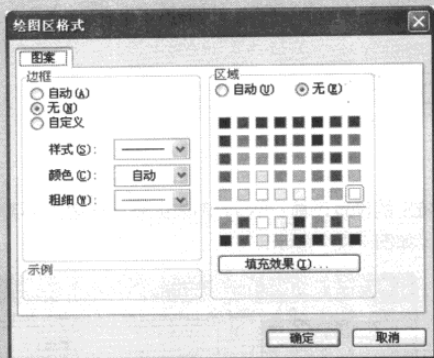 绘图区格式
图案
边框
自动(A)
无(N)
自定义
样式(S):
颜色(C): 自动
粗细(W):
示例
区域
自动(U) 无(E)
填充效果(I)...
确定 取消